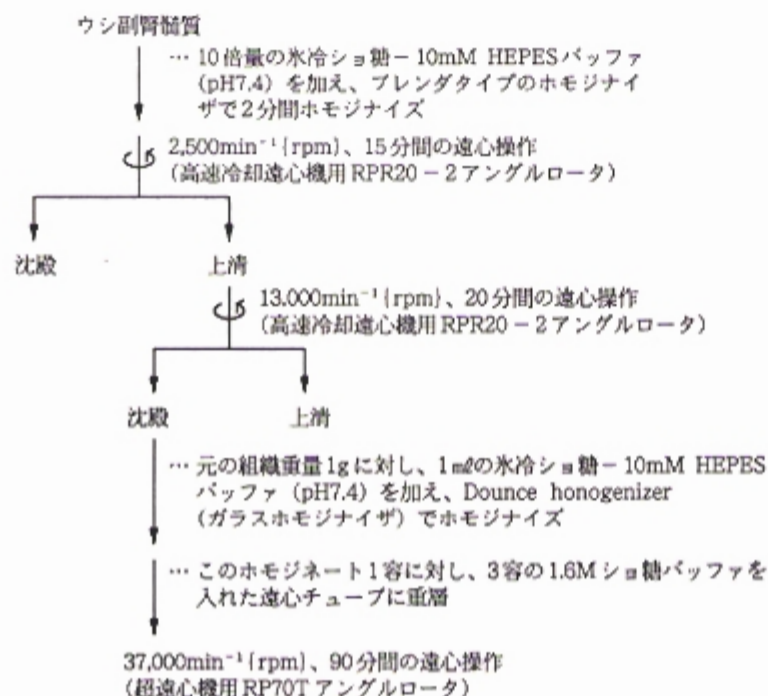 ウシ副腎髄質
… 10倍量の氷冷ショ糖－10mM HEPESバッファ
(pH7.4) を加え、ブレンダタイプのホモジナイ
ザで2分間ホモジナイズ
2,500min⁻¹{rpm}、15分間の遠心操作
(高速冷却遠心機用RPR20－2アングルロータ)
沈殿
上清
13,000min⁻¹{rpm}、20分間の遠心操作
(高速冷却遠心機用RPR20－2アングルロータ)
沈殿
上清
… 元の組織重量1gに対し、1mℓの氷冷ショ糖－10mM HEPES
バッファ (pH7.4) を加え、Dounce honogenizer
(ガラスホモジナイザ) でホモジナイズ
… このホモジネート1容に対し、3容の1.6Mショ糖バッファを
入れた遠心チューブに重層
37,000min⁻¹{rpm}、90分間の遠心操作
(超遠心機用RP70Tアングルロータ)